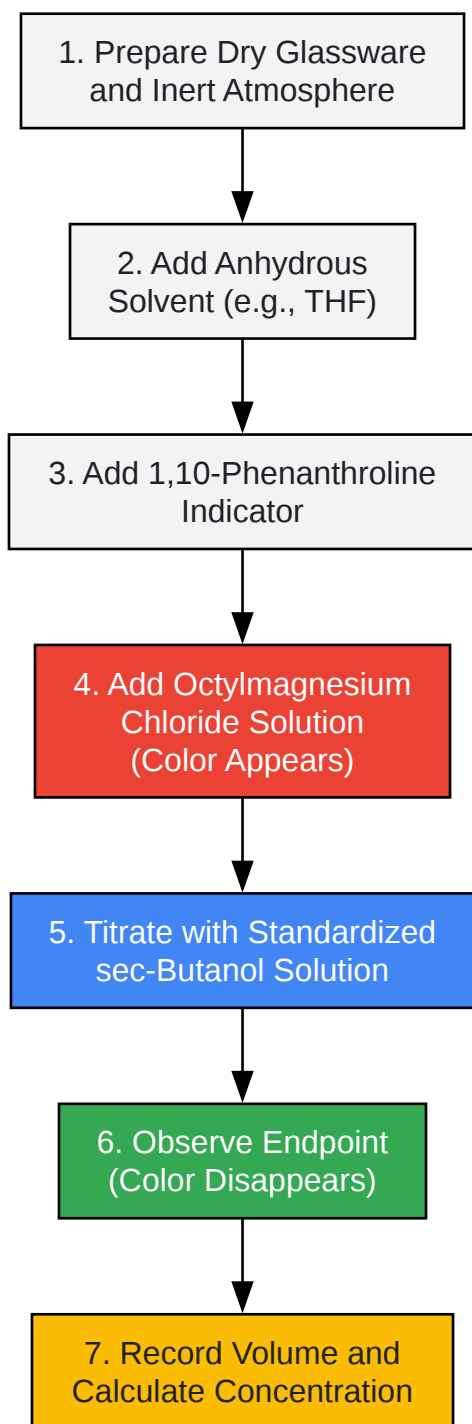 1. Prepare Dry Glassware
and Inert Atmosphere
2. Add Anhydrous
Solvent (e.g., THF)
3. Add 1,10-Phenanthroline
Indicator
4. Add Octylmagnesium
Chloride Solution
(Color Appears)
5. Titrate with Standardized
sec-Butanol Solution
6. Observe Endpoint
(Color Disappears)
7. Record Volume and
Calculate Concentration